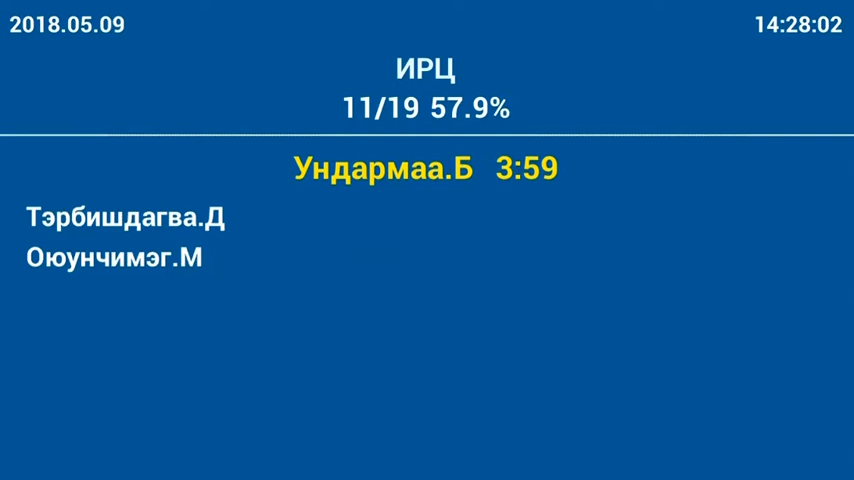 2018.05.09 14:28:02
ИРЦ
11/19 57.9%
Ундармаа.Б 3:59
Тэрбишдагва.Д
Оюунчимэг.М